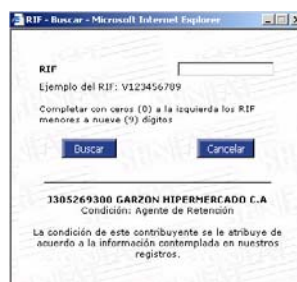 RIF - Buscar - Microsoft Internet Explorer
RIF
Ejemplo del RIF: V123456789
Completar con ceros (0) a la izquierda los RIF
menores a nueve (9) dígitos
Buscar Cancelar
J305269300 GARZON HIPERMERCADO C.A
Condición: Agente de Retención
La condición de este contribuyente se le atribuye de
acuerdo a la información contemplada en nuestros
registros.